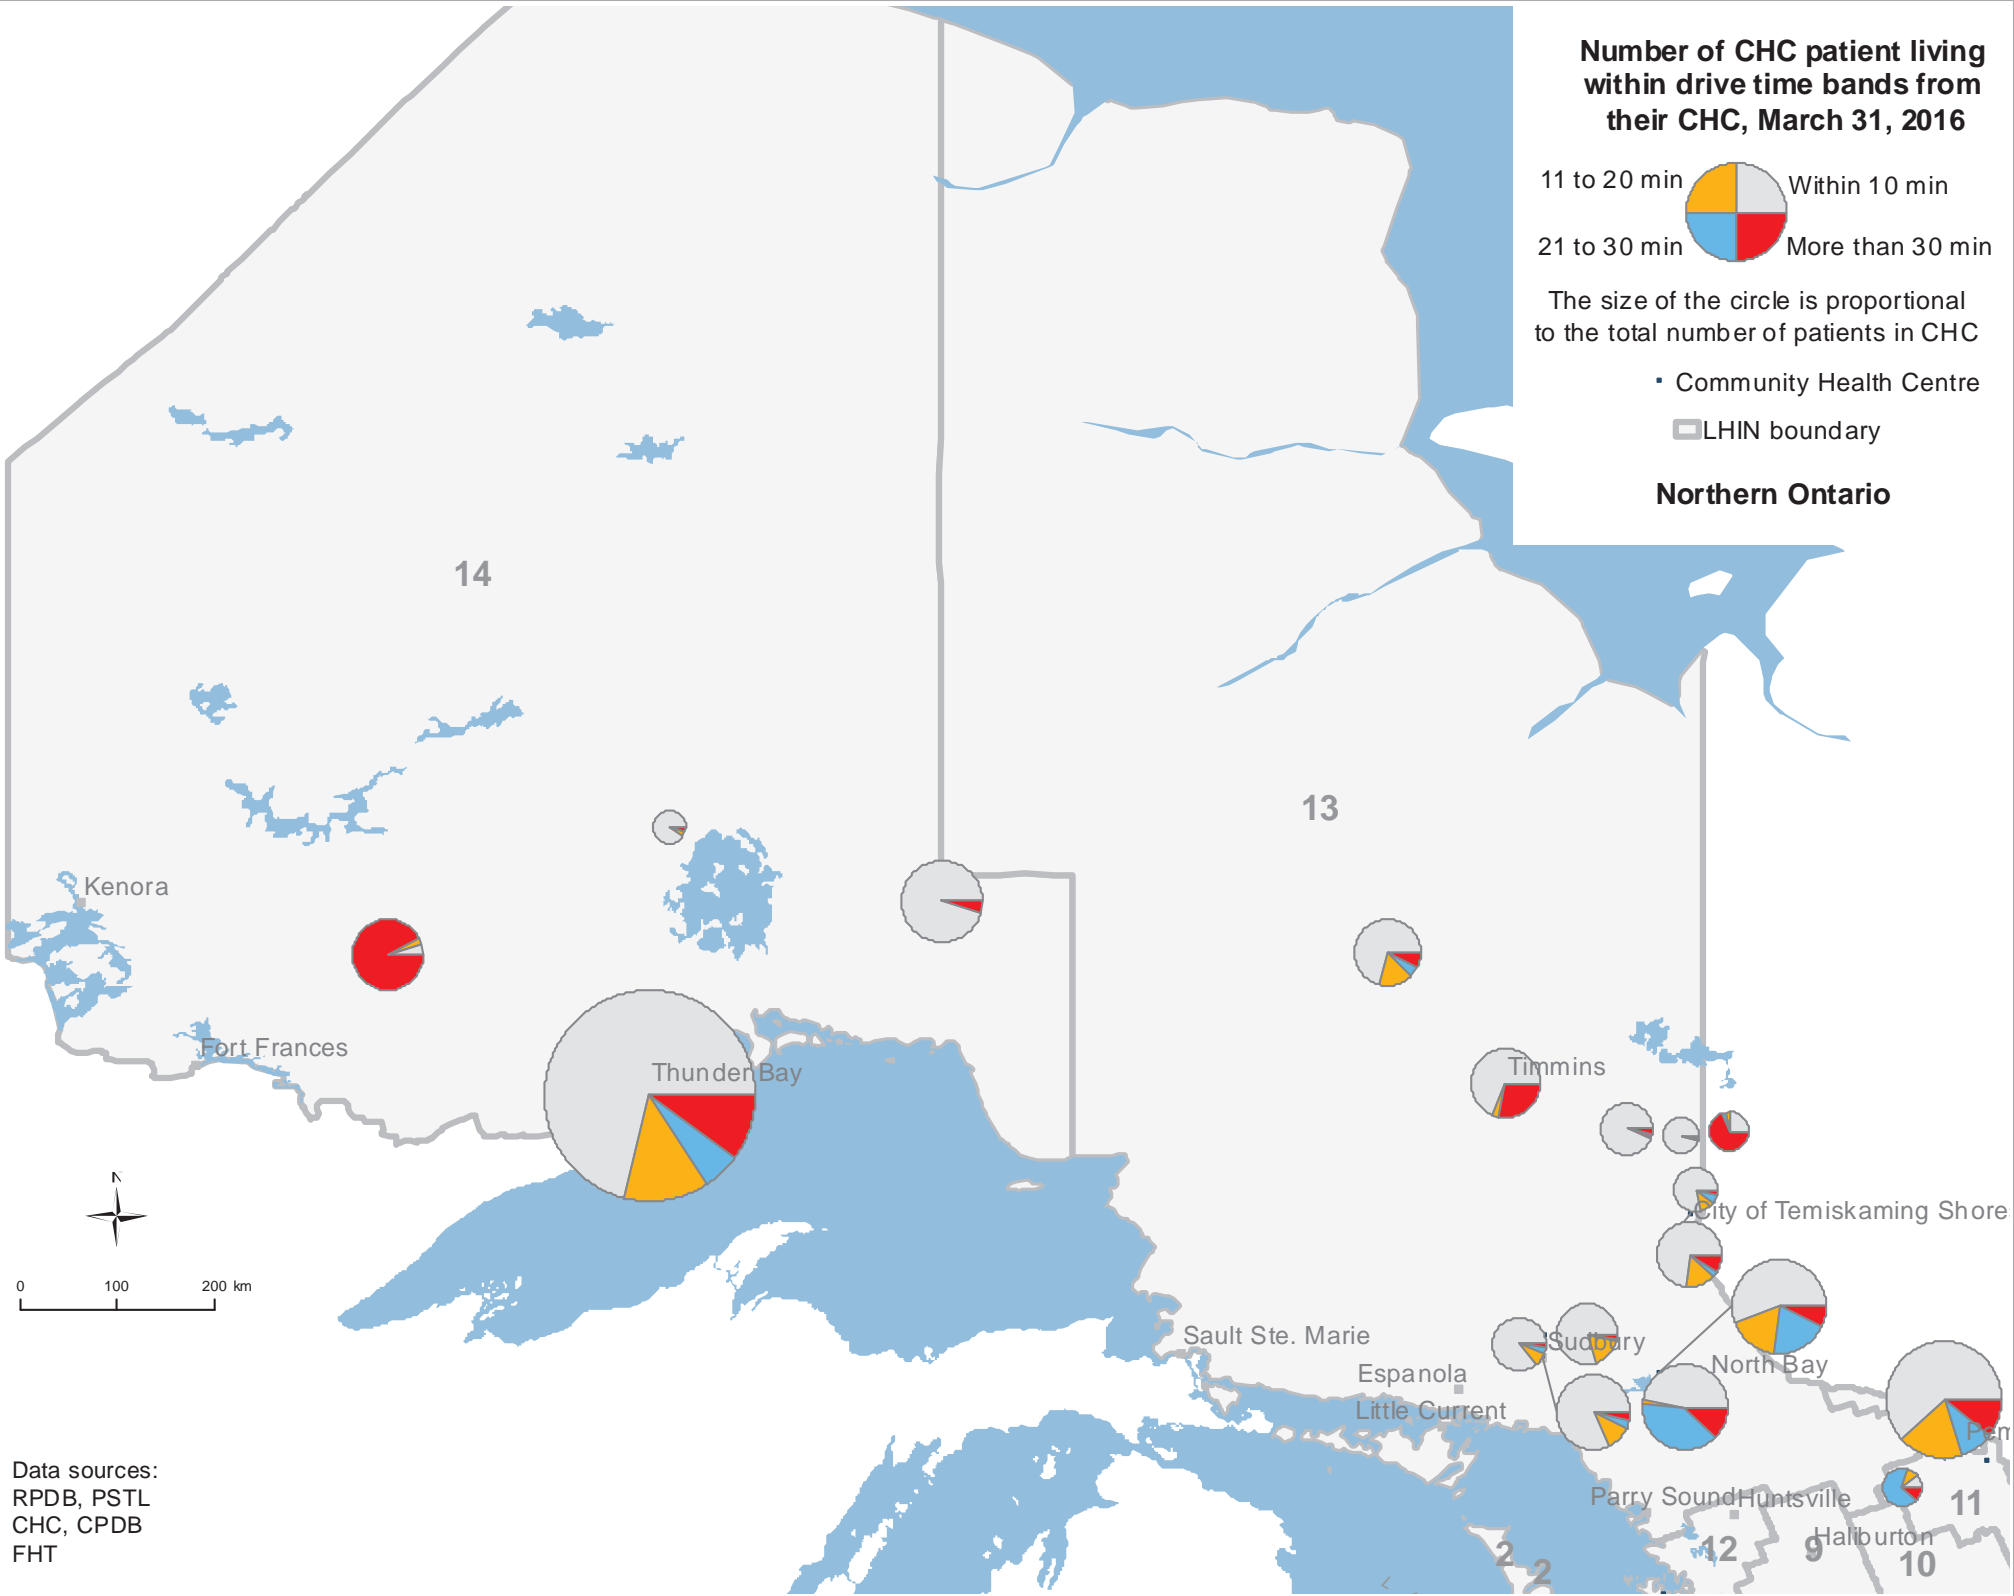 Number of CHC patient living
within drive time bands from
their CHC, March 31, 2016
11 to 20 min
Within 10 min
21 to 30 min
More than 30 min
The size of the circle is proportional
to the total number of patients in CHC
Community Health Centre
LHIN boundary
Northern Ontario
14
13
Kenora
Fort Frances
Thunder Bay
Timmins
City of Temiskaming Shore
N
0 100 200 km
Sault Ste. Marie
Sudbury
Espanola
North Bay
Little Current
Pem
Parry Sound
Huntsville
11
Haliburton
12
9
10
2
2
Data sources:
RPDB, PSTL
CHC, CPDB
FHT